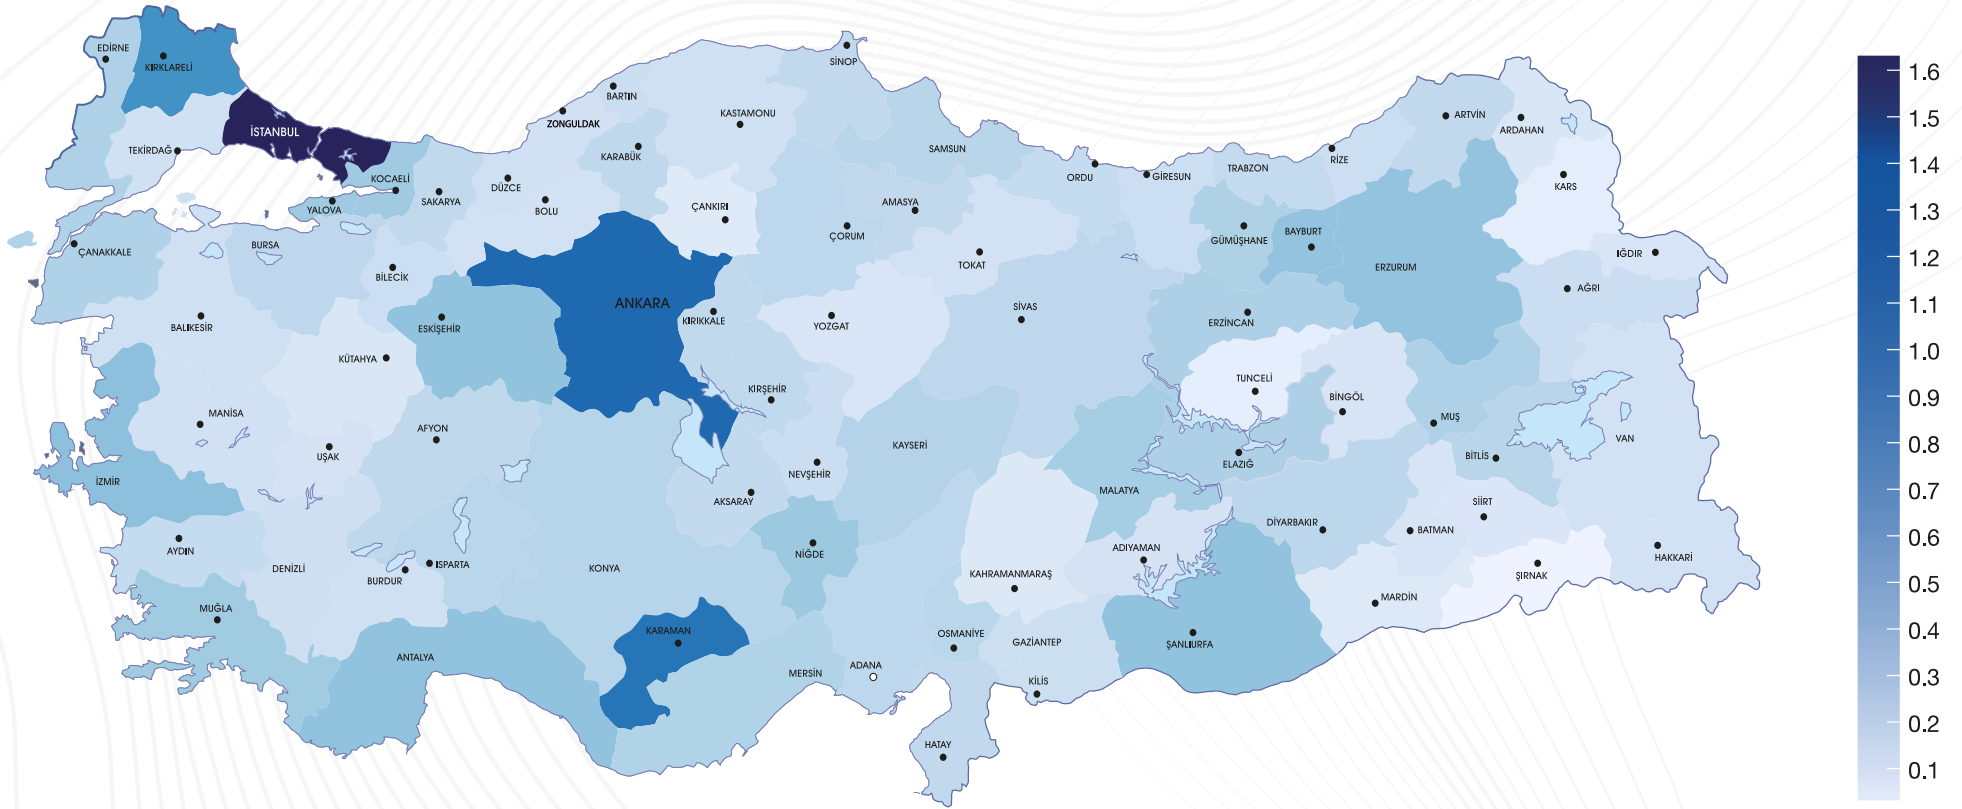 EDİRNE
KIRKLARELİ
İSTANBUL
TEKİRDAĞ
KOCAELİ
YALOVA
SAKARYA
DÜZCE
BOLU
ZONGULDAK
BARTIN
KARABÜK
KASTAMONU
SİNOP
ÇANKIRI
SAMSUN
AMASYA
ÇORUM
TOKAT
ORDU
GİRESUN
TRABZON
RİZE
ARTVİN
ARDAHAN
KARS
IĞDIR
AĞRI
GÜMÜŞHANE
BAYBURT
ERZURUM
ERZİNCAN
ÇANAKKALE
BURSA
BİLECİK
BALIKESİR
KÜTAHYA
ESKİŞEHİR
ANKARA
KIRIKKALE
YOZGAT
SİVAS
KIRŞEHİR
TUNCELİ
BİNGÖL
MUŞ
VAN
BİTLİS
MANİSA
UŞAK
AFYON
İZMİR
AKSARAY
NEVŞEHİR
KAYSERİ
MALATYA
ELAZIĞ
DİYARBAKIR
BATMAN
SİİRT
HAKKARİ
ŞIRNAK
MARDİN
AYDIN
DENİZLİ
BURDUR
ISPARTA
KONYA
NİĞDE
KAHRAMANMARAŞ
ADIYAMAN
MUĞLA
ANTALYA
KARAMAN
MERSİN
ADANA
OSMANİYE
GAZİANTEP
KİLİS
ŞANLIURFA
HATAY
1.6
1.5
1.4
1.3
1.2
1.1
1.0
0.9
0.8
0.7
0.6
0.5
0.4
0.3
0.2
0.1